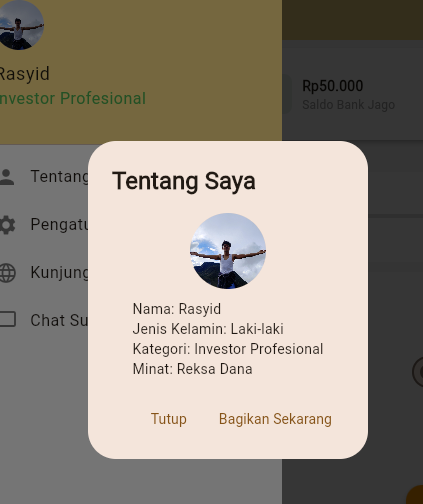 Rasyid
nvestor Profesional
Rp50.000
Saldo Bank Jago
Tentang
Pengatu
Kunjung
Chat Su
Tentang Saya
Nama: Rasyid
Jenis Kelamin: Laki-laki
Kategori: Investor Profesional
Minat: Reksa Dana
Tutup
Bagikan Sekarang